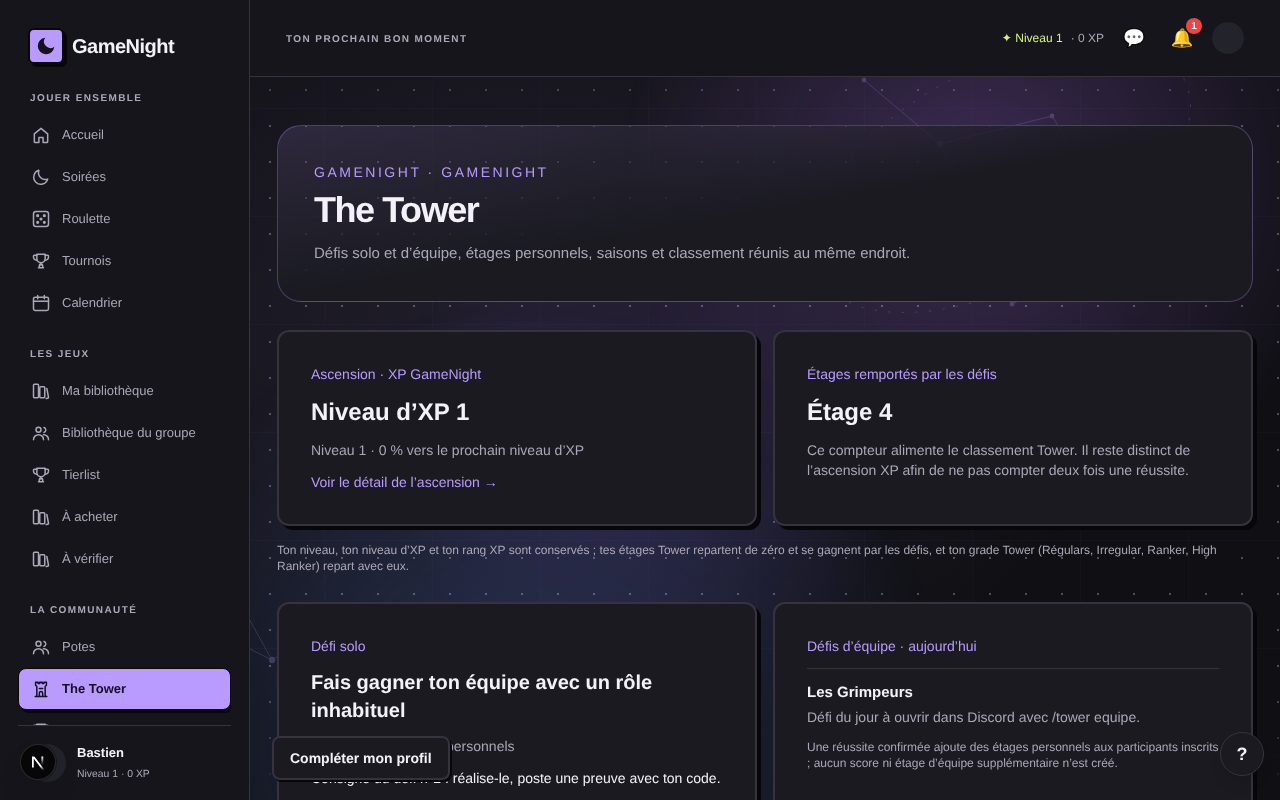 GameNight
JOUER ENSEMBLE
Accueil
Soirées
Roulette
Tournois
Calendrier
LES JEUX
Ma bibliothèque
Bibliothèque du groupe
Tierlist
À acheter
À vérifier
LA COMMUNAUTÉ
Potes
The Tower
N
Bastien
Niveau 1 · 0 XP
TON PROCHAIN BON MOMENT
✦ Niveau 1 · 0 XP
1
GAMENIGHT · GAMENIGHT
The Tower
Défis solo et d’équipe, étages personnels, saisons et classement réunis au même endroit.
Ascension · XP GameNight
Niveau d’XP 1
Niveau 1 · 0 % vers le prochain niveau d’XP
Voir le détail de l’ascension →
Étages remportés par les défis
Étage 4
Ce compteur alimente le classement Tower. Il reste distinct de
l’ascension XP afin de ne pas compter deux fois une réussite.
Ton niveau, ton niveau d’XP et ton rang XP sont conservés ; tes étages Tower repartent de zéro et se gagnent par les défis, et ton grade Tower (Régulars, Irregular, Ranker, High
Ranker) repart avec eux.
Défi solo
Fais gagner ton équipe avec un rôle
inhabituel
personnels
réalise-le, poste une preuve avec ton code.
Compléter mon profil
Défis d’équipe · aujourd’hui
Les Grimpeurs
Défi du jour à ouvrir dans Discord avec /tower equipe.
Une réussite confirmée ajoute des étages personnels aux participants inscrits
; aucun score ni étage d’équipe supplémentaire n’est créé.
?